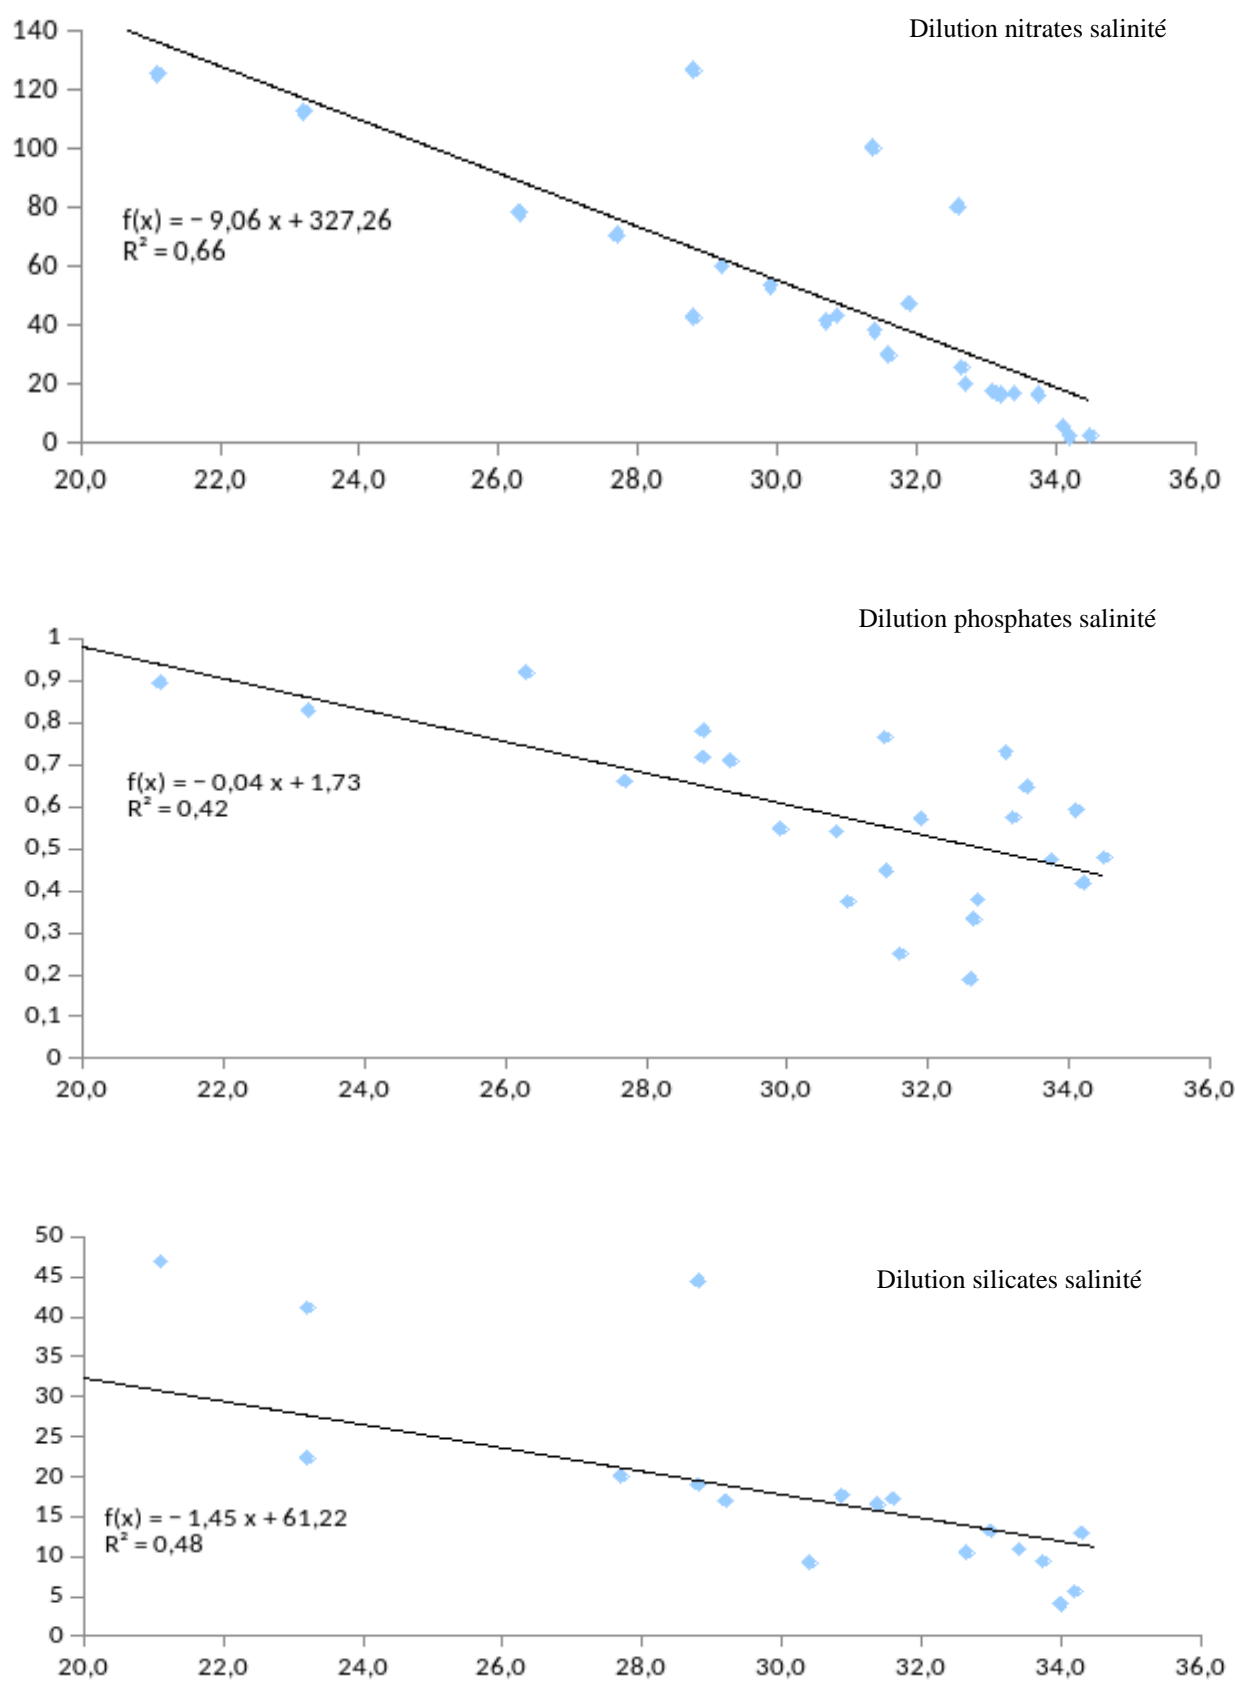 Dilution nitrates salinité
140
120
100
80
60
40
20
0
f(x) = − 9,06 x + 327,26
R² = 0,66
20,0 22,0 24,0 26,0 28,0 30,0 32,0 34,0 36,0
Dilution phosphates salinité
1
0,9
0,8
0,7
0,6
0,5
0,4
0,3
0,2
0,1
0
f(x) = − 0,04 x + 1,73
R² = 0,42
20,0 22,0 24,0 26,0 28,0 30,0 32,0 34,0 36,0
Dilution silicates salinité
50
45
40
35
30
25
20
15
10
5
0
f(x) = − 1,45 x + 61,22
R² = 0,48
20,0 22,0 24,0 26,0 28,0 30,0 32,0 34,0 36,0